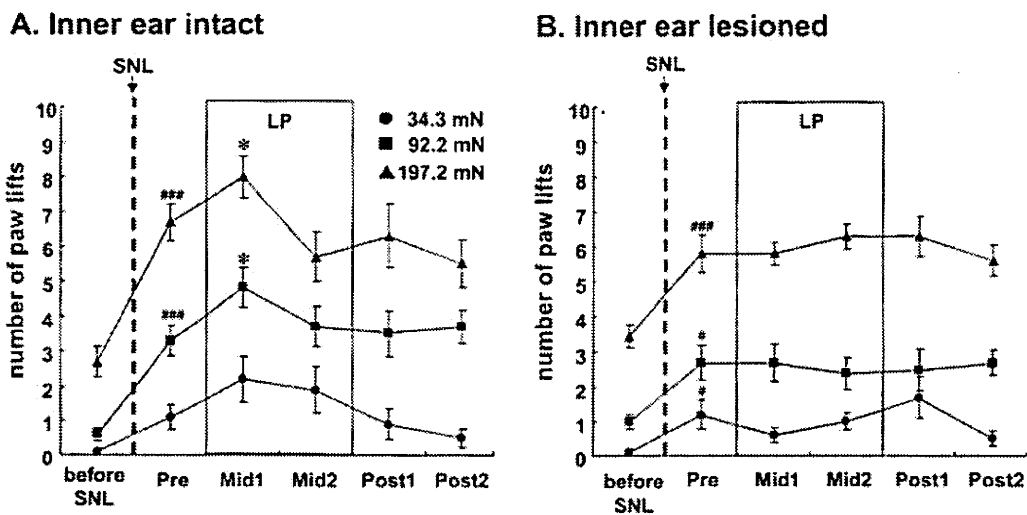 A. Inner ear intact
SNL
10
9
8
7
6
5
4
3
2
1
0
number of paw lifts
LP
34.3 mN
92.2 mN
197.2 mN
###
*
###
*
before SNL
Pre
Mid1
Mid2
Post1
Post2
B. Inner ear lesioned
SNL
10
9
8
7
6
5
4
3
2
1
0
number of paw lifts
LP
###
#
#
before SNL
Pre
Mid1
Mid2
Post1
Post2